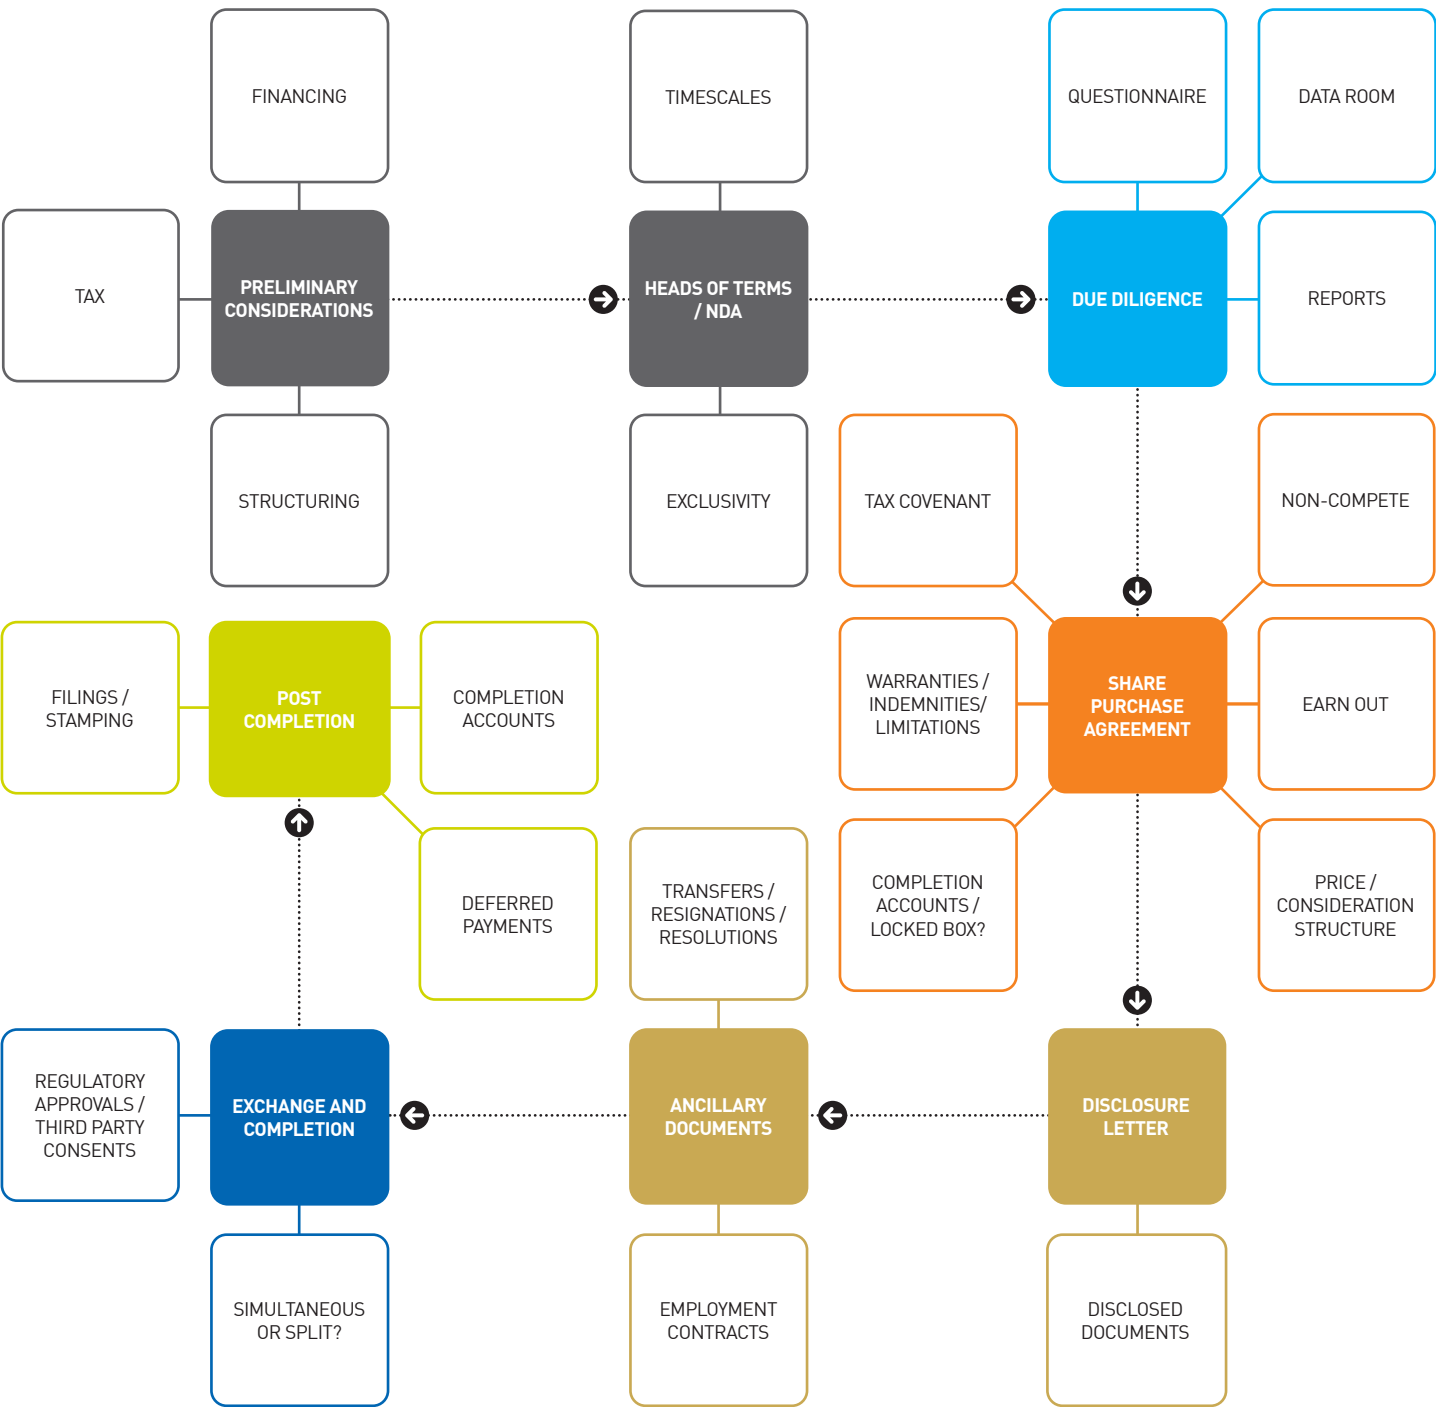 FINANCING
TIMESCALES
QUESTIONNAIRE
DATA ROOM
TAX
PRELIMINARY
CONSIDERATIONS
HEADS OF TERMS
/ NDA
DUE DILIGENCE
REPORTS
STRUCTURING
EXCLUSIVITY
TAX COVENANT
NON-COMPETE
FILINGS /
STAMPING
POST
COMPLETION
COMPLETION
ACCOUNTS
WARRANTIES /
INDEMNITIES/
LIMITATIONS
SHARE
PURCHASE
AGREEMENT
EARN OUT
DEFERRED
PAYMENTS
TRANSFERS /
RESIGNATIONS /
RESOLUTIONS
COMPLETION
ACCOUNTS /
LOCKED BOX?
PRICE /
CONSIDERATION
STRUCTURE
REGULATORY
APPROVALS /
THIRD PARTY
CONSENTS
EXCHANGE AND
COMPLETION
ANCILLARY
DOCUMENTS
DISCLOSURE
LETTER
SIMULTANEOUS
OR SPLIT?
EMPLOYMENT
CONTRACTS
DISCLOSED
DOCUMENTS